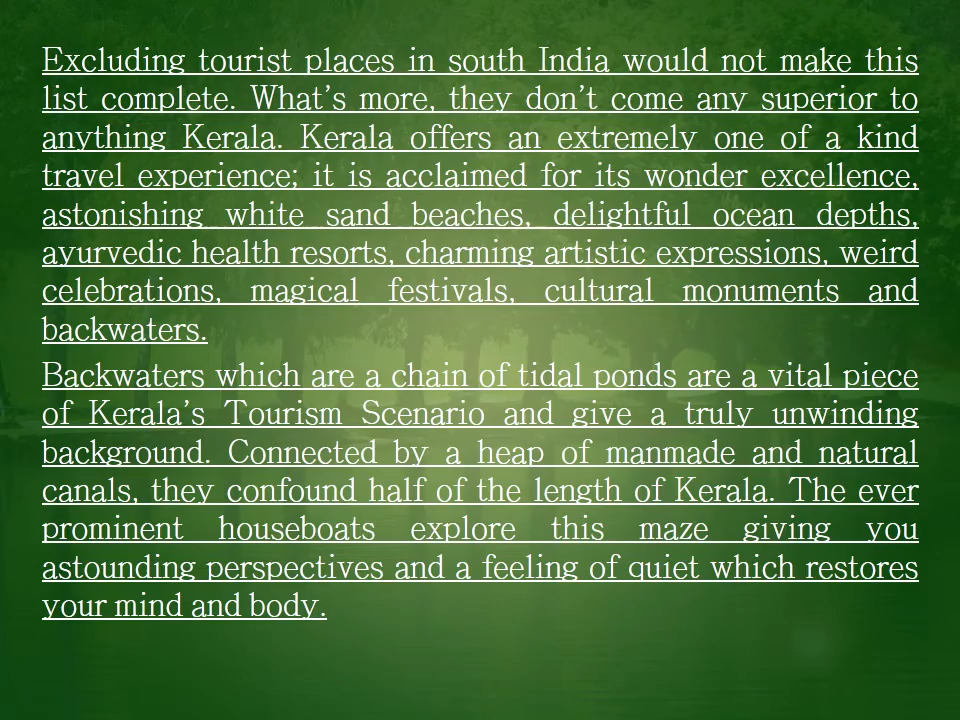 Excluding tourist places in south India would not make this
list complete. What’s more, they don’t come any superior to
anything Kerala. Kerala offers an extremely one of a kind
travel experience; it is acclaimed for its wonder excellence,
astonishing white sand beaches, delightful ocean depths,
ayurvedic health resorts, charming artistic expressions, weird
celebrations, magical festivals, cultural monuments and
backwaters.
Backwaters which are a chain of tidal ponds are a vital piece
of Kerala’s Tourism Scenario and give a truly unwinding
background. Connected by a heap of manmade and natural
canals, they confound half of the length of Kerala. The ever
prominent houseboats explore this maze giving you
astounding perspectives and a feeling of quiet which restores
your mind and body.